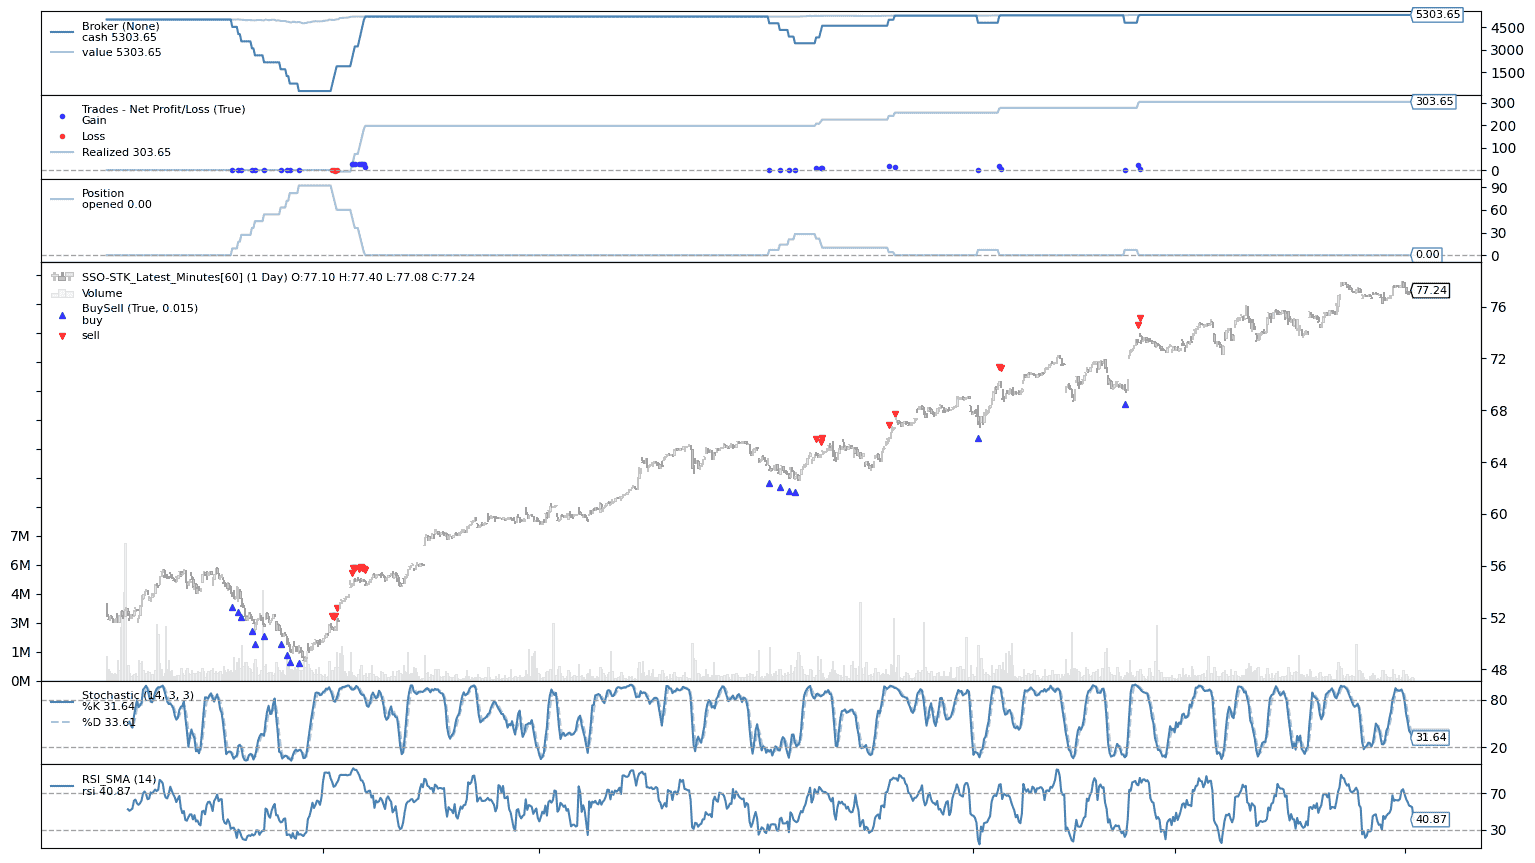 Broker (None)
cash 5303.65
value 5303.65
5303.65
4500
3000
1500
Trades - Net Profit/Loss (True)
Gain
Loss
Realized 303.65
303.65
300
200
100
0
Position
opened 0.00
90
60
30
0
0.00
SSO-STK_Latest_Minutes[60] (1 Day) O:77.10 H:77.40 L:77.08 C:77.24
Volume
BuySell (True, 0.015)
buy
sell
77.24
76
72
68
64
60
56
52
48
7M
6M
4M
3M
1M
0M
Stochastic (14, 3, 3)
%K 31.64
%D 33.61
80
31.64
20
RSI_SMA (14)
rsi 40.87
70
40.87
30